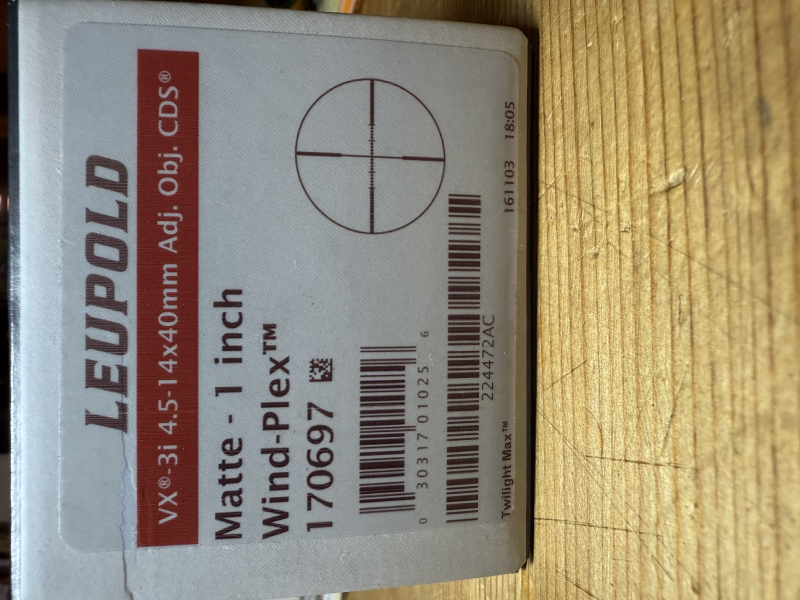 LEUPOLD
VX®-3i 4.5-14x40mm Adj. Obj. CDS®
Matte - 1 inch
Wind-Plex™
170697
0 30317 01025 6
224472AC
Twilight Max™
161103 18:05